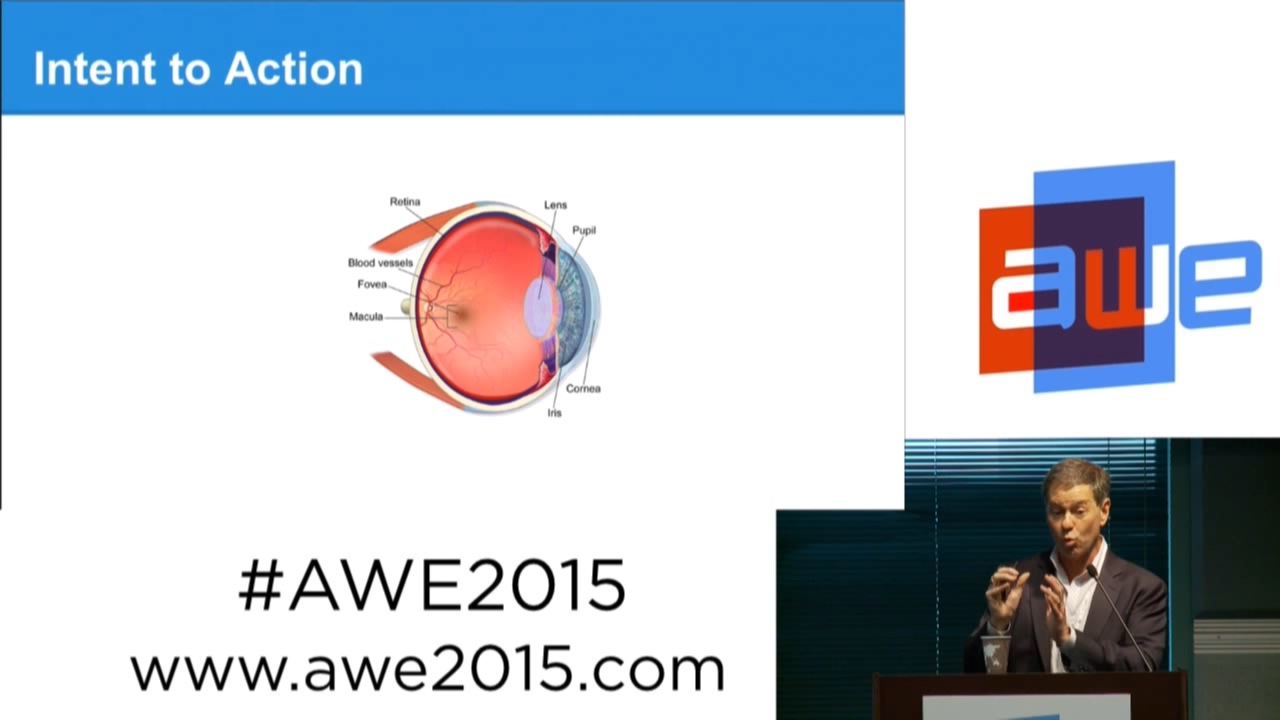 Intent to Action
Retina
Lens
Pupil
Blood vessels
Fovea
Macula
Cornea
Iris
awe
#AWE2015
www.awe2015.com